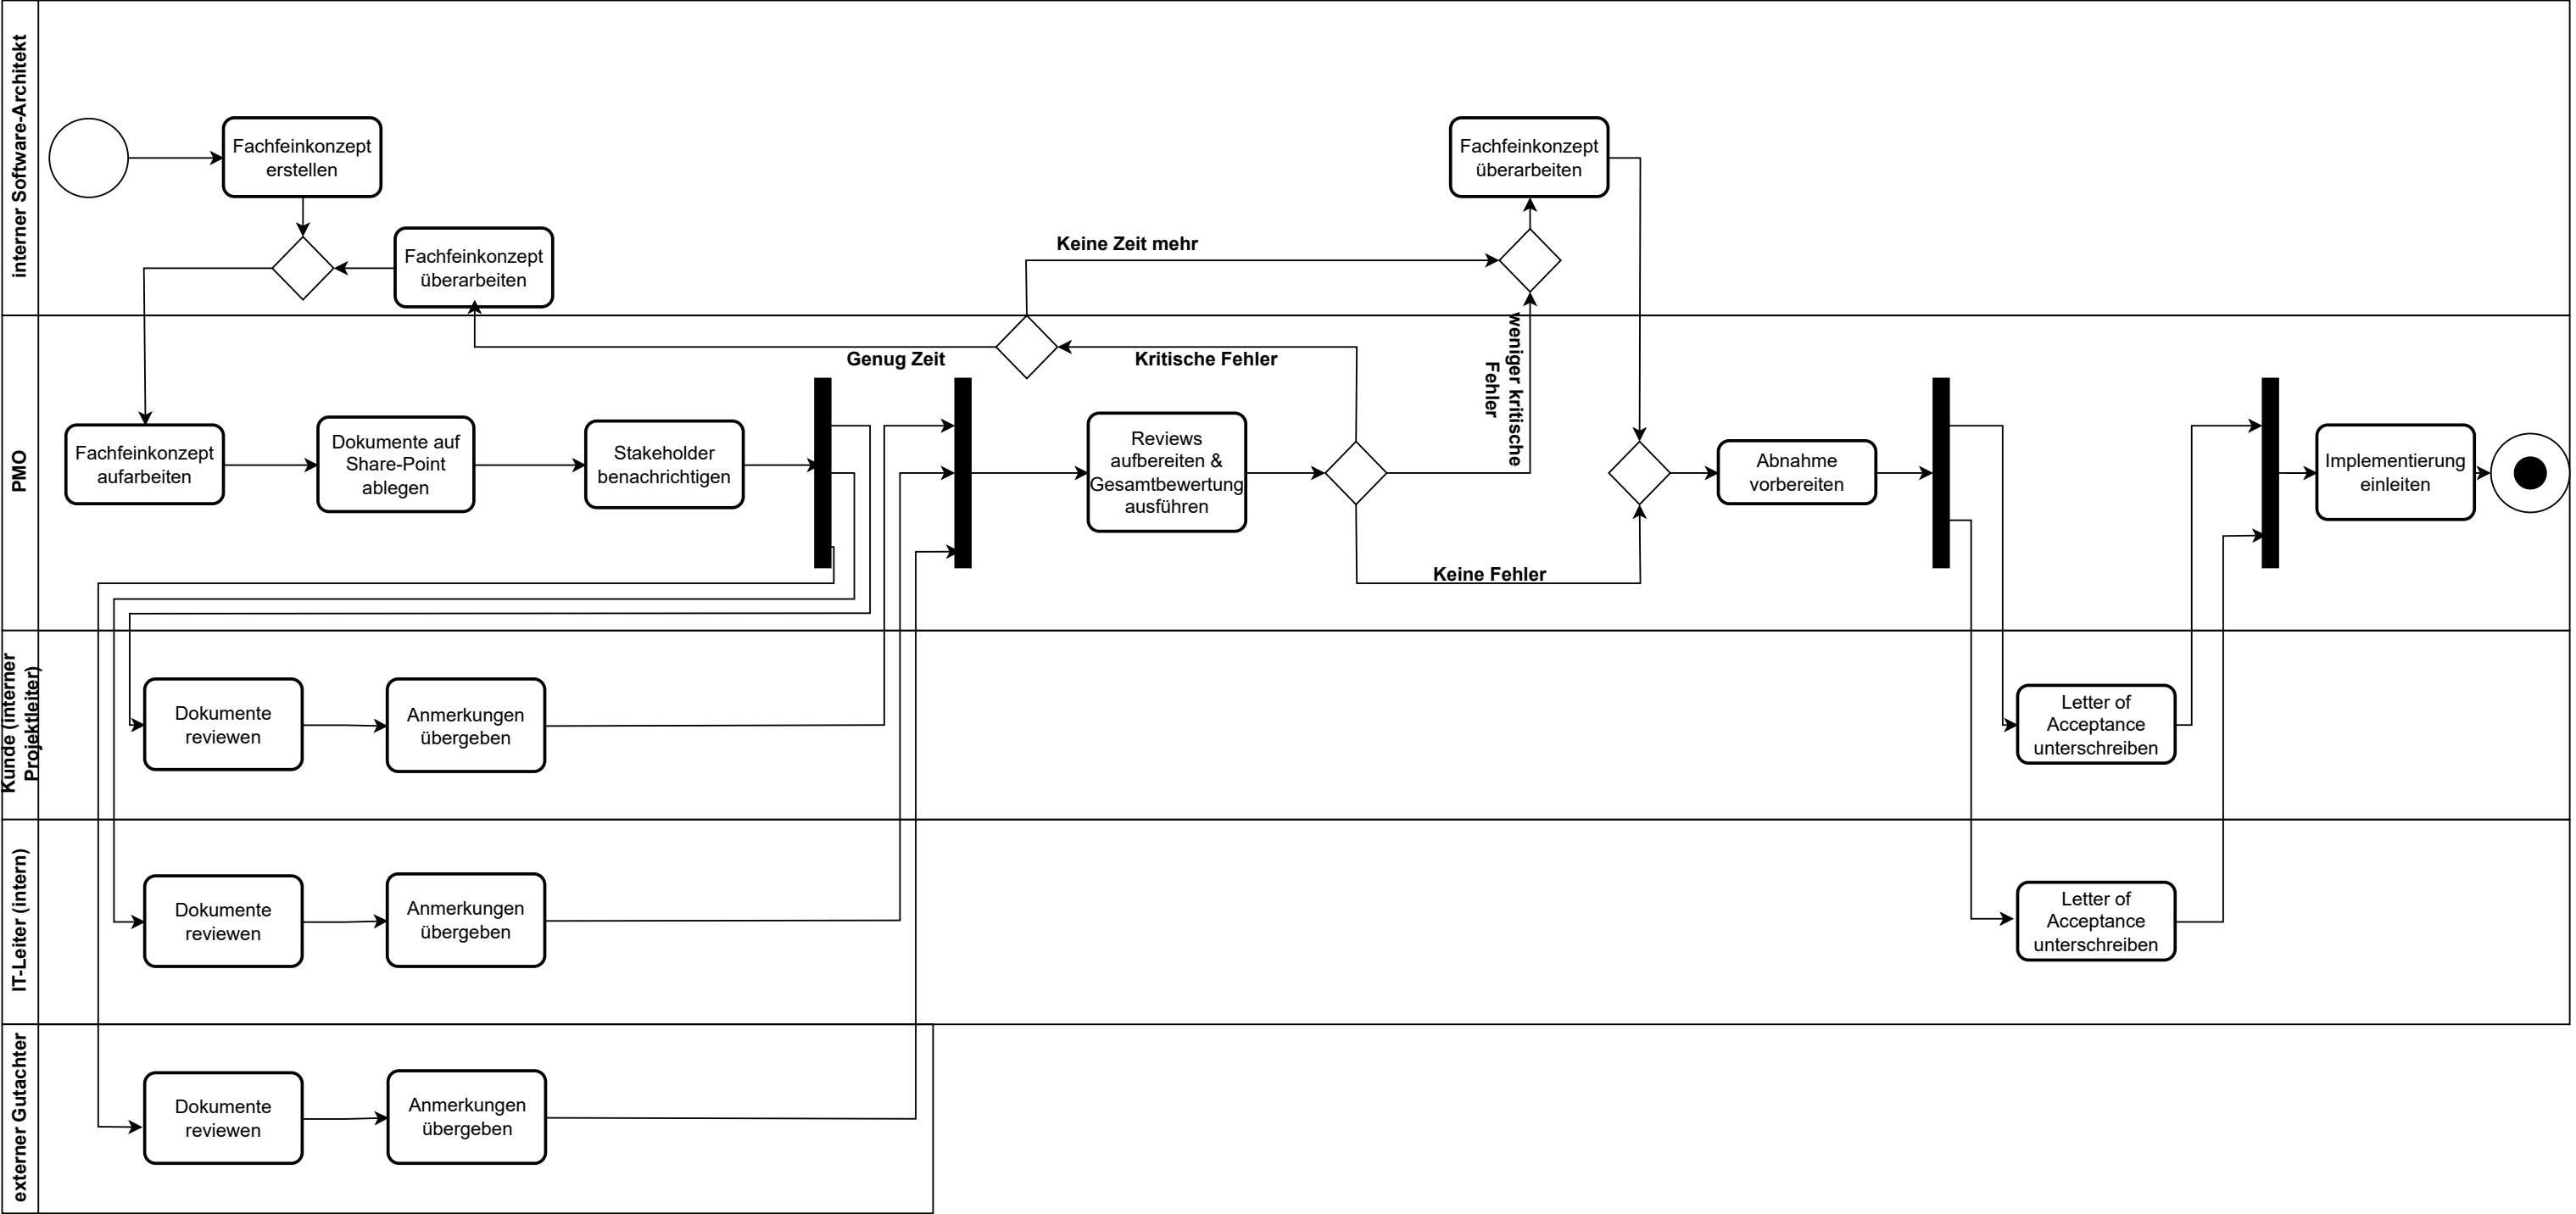 interner Software-Architekt
Fachfeinkonzept
erstellen
Fachfeinkonzept
überarbeiten
Fachfeinkonzept
überarbeiten
Keine Zeit mehr
PMO
Genug Zeit
Kritische Fehler
weniger kritische
Fehler
Fachfeinkonzept
aufarbeiten
Dokumente auf
Share-Point
ablegen
Stakeholder
benachrichtigen
Reviews
aufbereiten &
Gesamtbewertung
ausführen
Keine Fehler
Abnahme
vorbereiten
Implementierung
einleiten
Kunde (interner
Projektleiter)
Dokumente
reviewen
Anmerkungen
übergeben
Letter of
Acceptance
unterschreiben
IT-Leiter (intern)
Dokumente
reviewen
Anmerkungen
übergeben
Letter of
Acceptance
unterschreiben
externer Gutachter
Dokumente
reviewen
Anmerkungen
übergeben